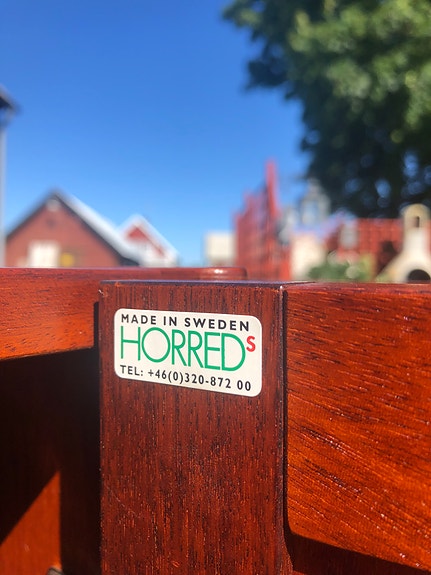 MADE IN SWEDEN
HORREDS
TEL: +46(0)320-872 00